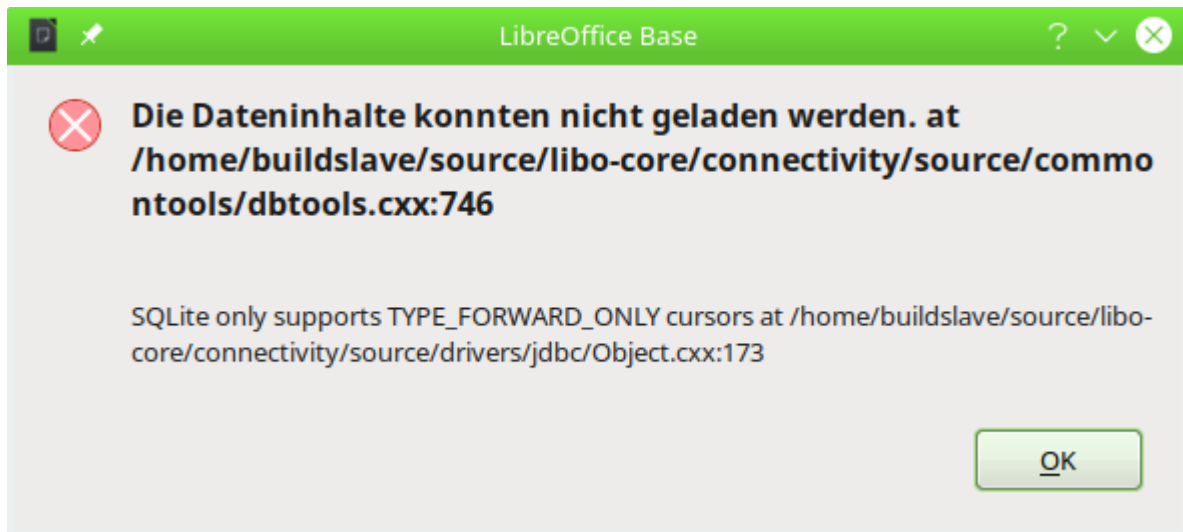 LibreOffice Base
Die Dateninhalte konnten nicht geladen werden. at
/home/buildslave/source/libo-core/connectivity/source/commo
ntools/dbtools.cxx:746
SQLite only supports TYPE_FORWARD_ONLY cursors at /home/buildslave/source/libo-
core/connectivity/source/drivers/jdbc/Object.cxx:173
OK